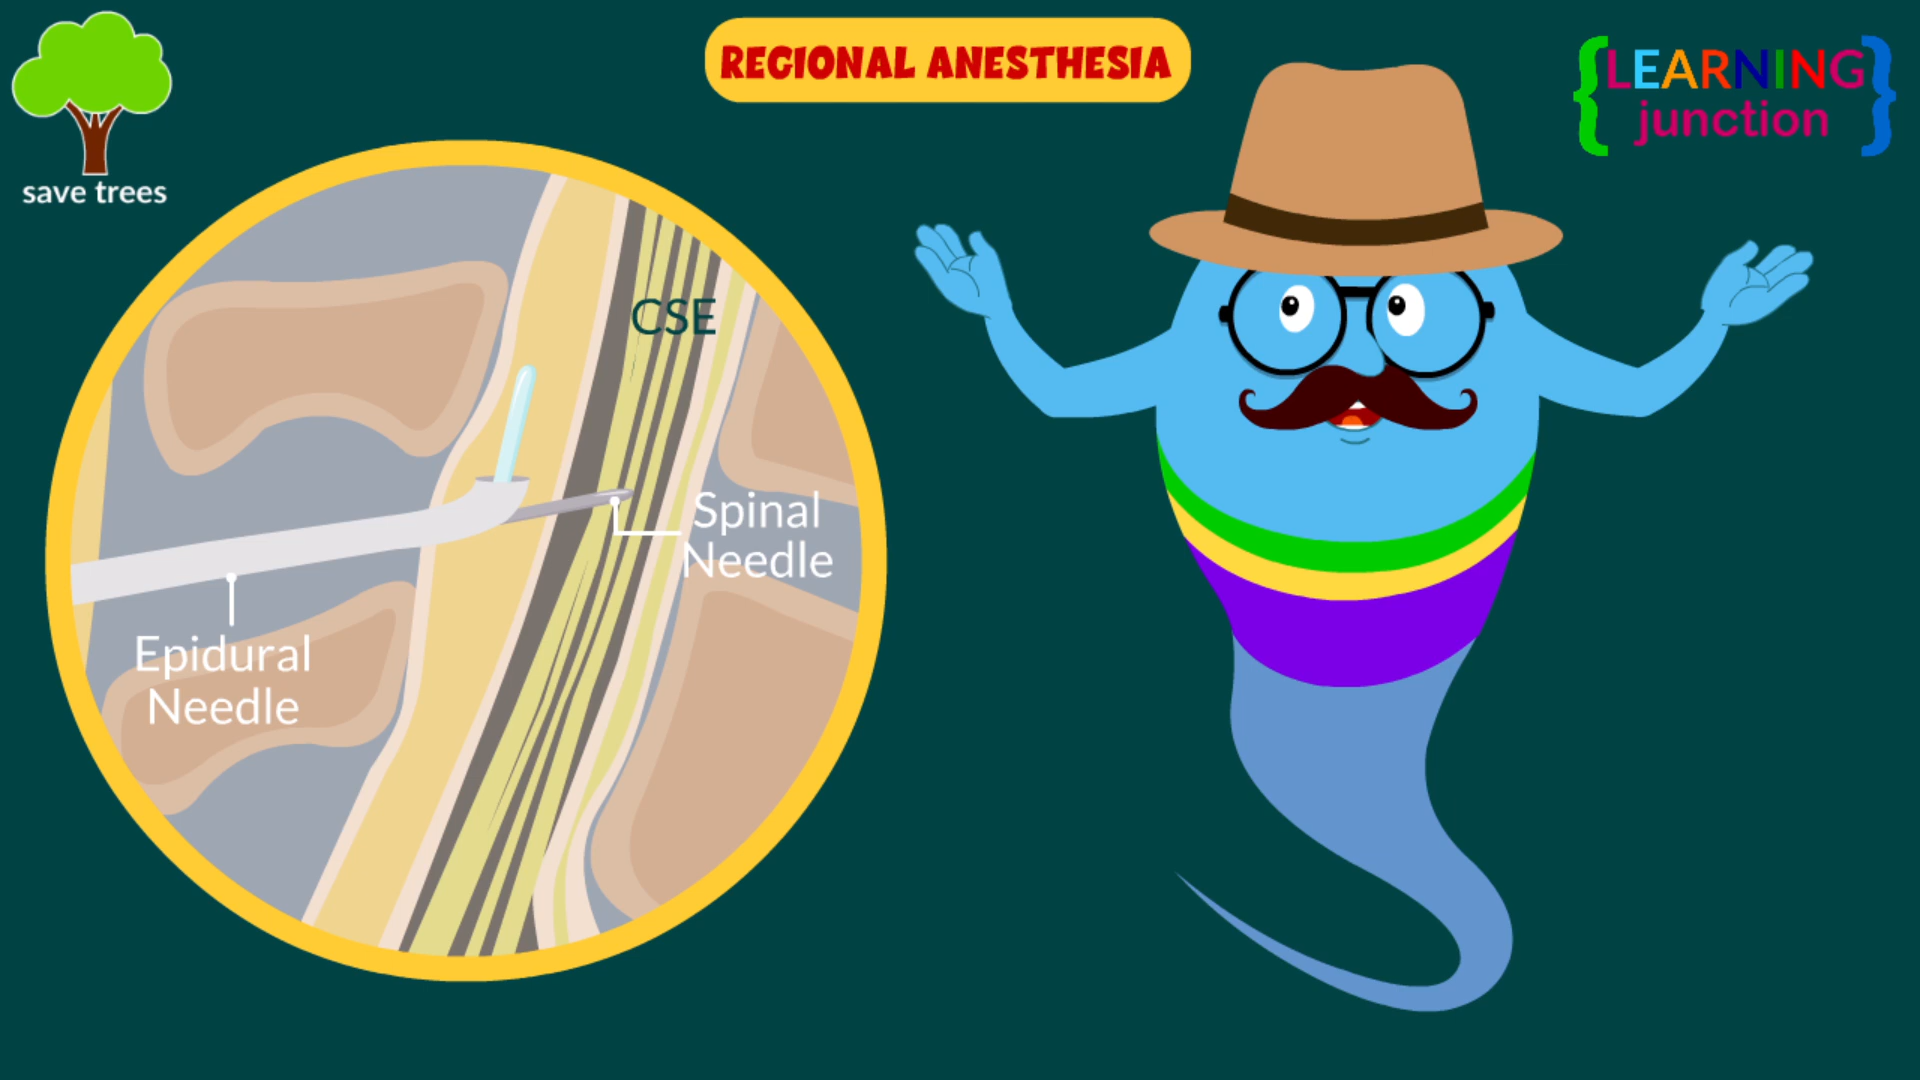 REGIONAL ANESTHESIA
{LEARNING
junction}
save trees
CSE
Spinal
Needle
Epidural
Needle